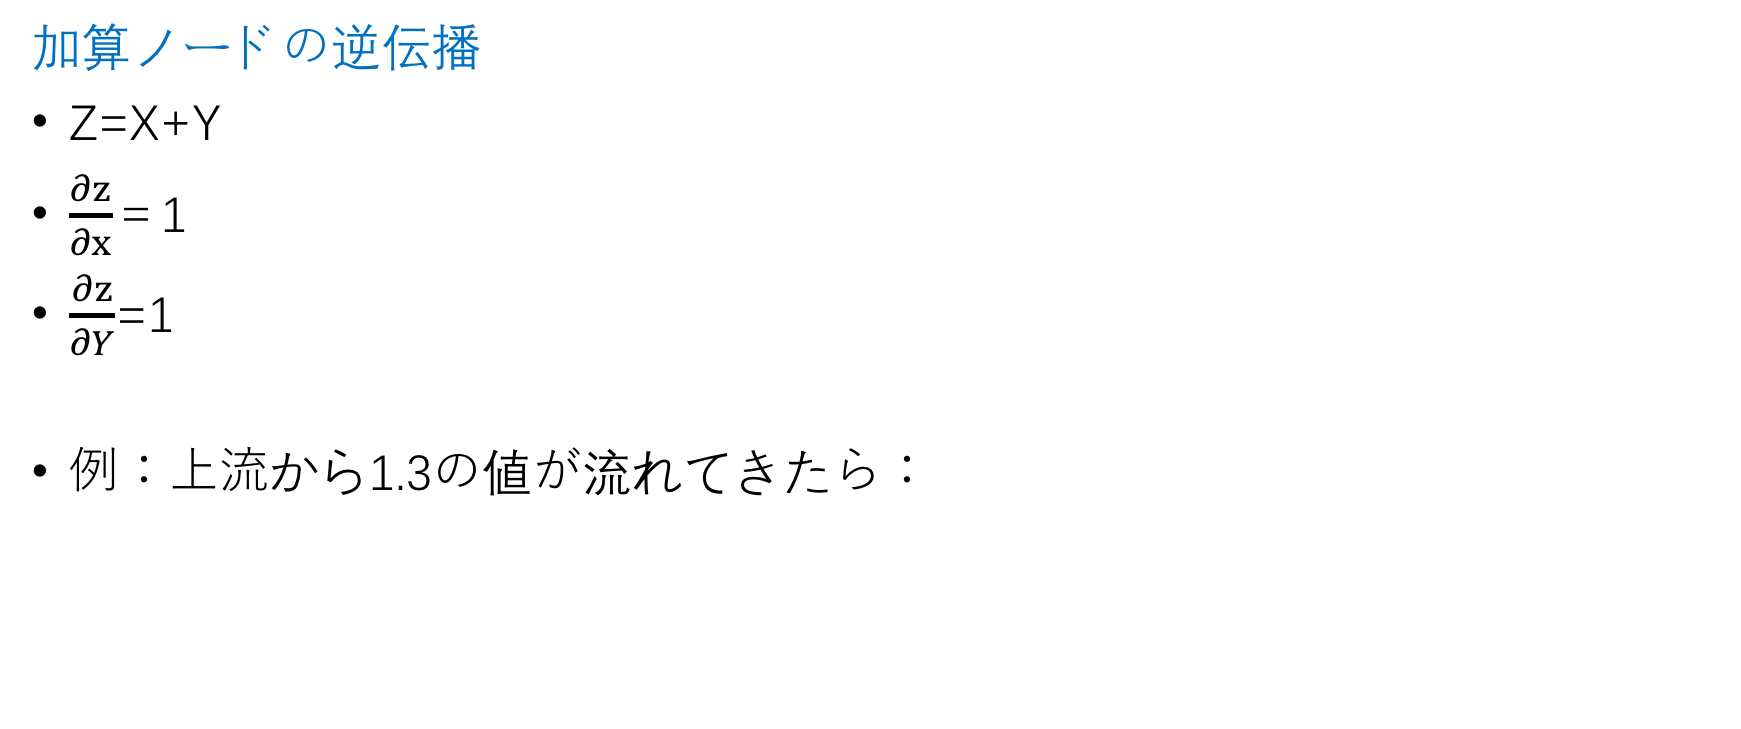 加算ノードの逆伝播
• Z=X+Y
• ∂z/∂x = 1
• ∂z/∂Y=1
• 例：上流から1.3の値が流れてきたら：